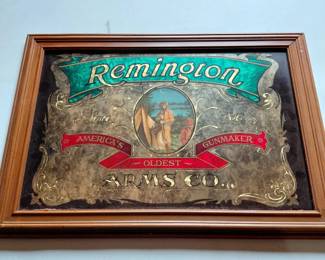 Remington
AMERICA'S GUNMAKER
OLDEST
ARMS CO.